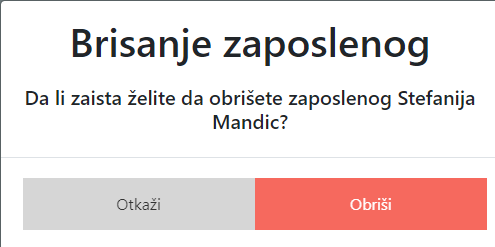 Brisanje zaposlenog
Da li zaista želite da obrišete zaposlenog Stefanija
Mandic?
Otkaži
Obriši